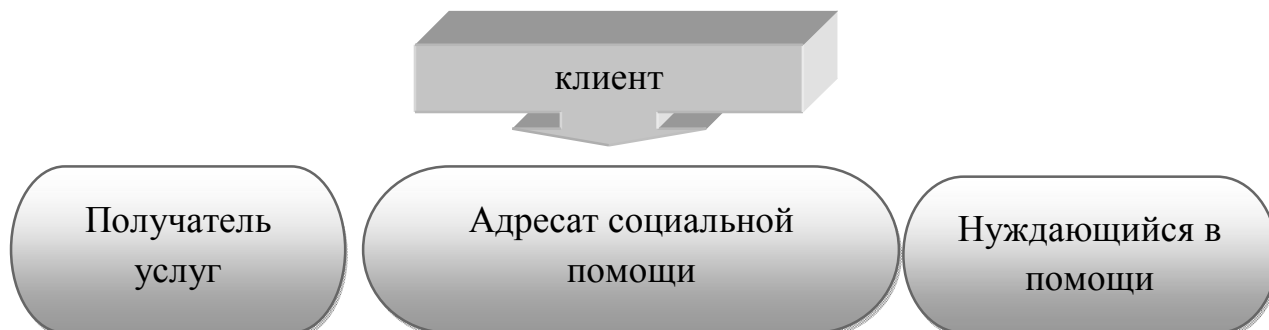 клиент
Получатель
услуг
Адресат социальной
помощи
Нуждающийся в
помощи